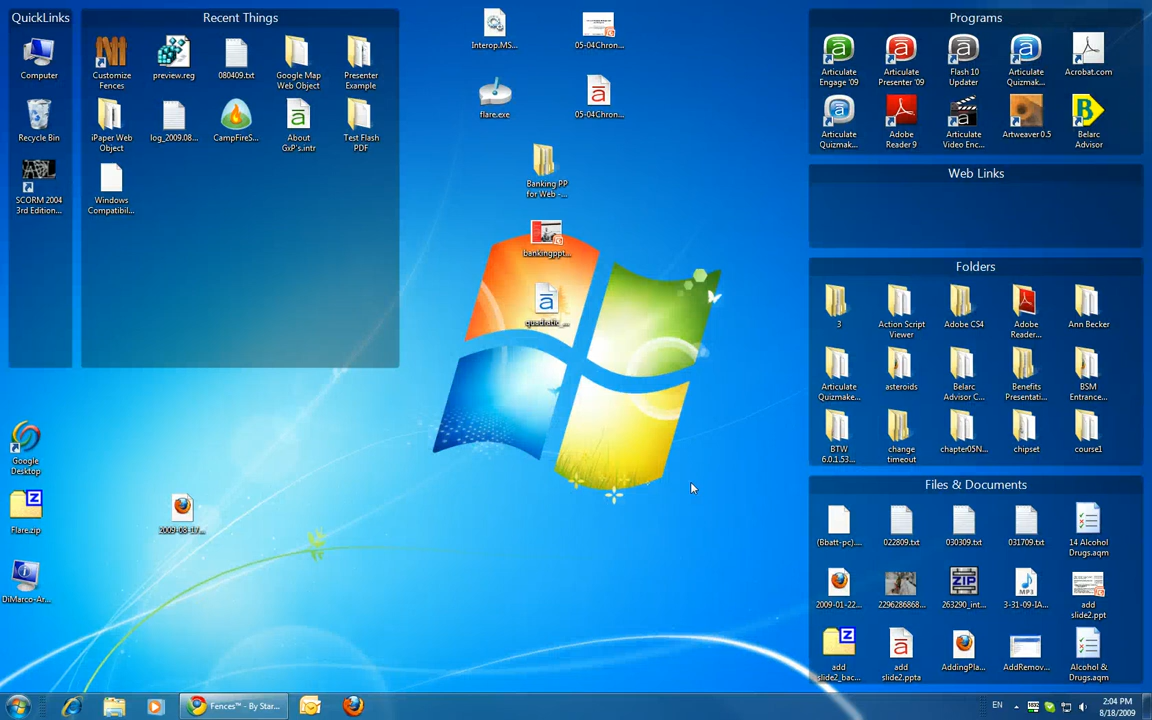 QuickLinks
Computer
Recycle Bin
SCORM 2004
3rd Edition...
Recent Things
Customize
Fences
preview.reg
080409.txt
Google Map
Web Object
Presenter
Example
iPaper Web
Object
log_2009.08...
CampFireS...
About
GxP's.intr
Test Flash
PDF
Windows
Compatibil...
Interop.MS...
05-04Chron...
flare.exe
05-04Chron...
Banking PP
for Web - ...
bankingppt...
quadratic_...
Programs
Articulate
Engage '09
Articulate
Presenter '09
Flash 10
Updater
Articulate
Quizmak...
Acrobat.com
Articulate
Quizmak...
Adobe
Reader 9
Articulate
Video Enc...
Artweaver 0.5
Belarc
Advisor
Web Links
Folders
3
Action Script
Viewer
Adobe CS4
Adobe
Reader...
Ann Becker
Articulate
Quizmake...
asteroids
Belarc
Advisor C...
Benefits
Presentati...
BSM
Entrance...
BTW
6.0.1.53...
change
timeout
chapter05N...
chipset
course1
Files & Documents
(Bbatt-pc)....
022809.txt
030309.txt
031709.txt
14 Alcohol
Drugs.aqm
2009-01-22...
2296286868...
ZIP
263290_int...
MP3
3-31-09-IA...
add
slide2.ppt
add
slide2_bac...
add
slide2.ppta
AddingPla...
AddRemov...
Alcohol &
Drugs.aqm
Google
Desktop
Flare.zip
2009-08-17...
DiMarco-Ar...
Fences™ - By Star...
EN
2:04 PM
8/18/2009